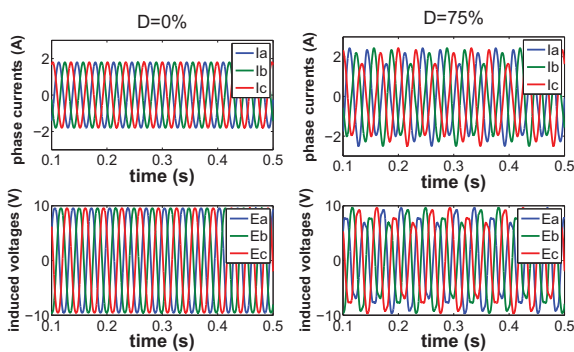 D=0%
phase currents (A)
2
0
−2
0.1 0.2 0.3 0.4 0.5
time (s)
Ia
Ib
Ic
D=75%
phase currents (A)
2
0
−2
0.1 0.2 0.3 0.4 0.5
time (s)
Ia
Ib
Ic
induced voltages (V)
10
0
−10
0.1 0.2 0.3 0.4 0.5
time (s)
Ea
Eb
Ec
induced voltages (V)
10
0
−10
0.1 0.2 0.3 0.4 0.5
time (s)
Ea
Eb
Ec